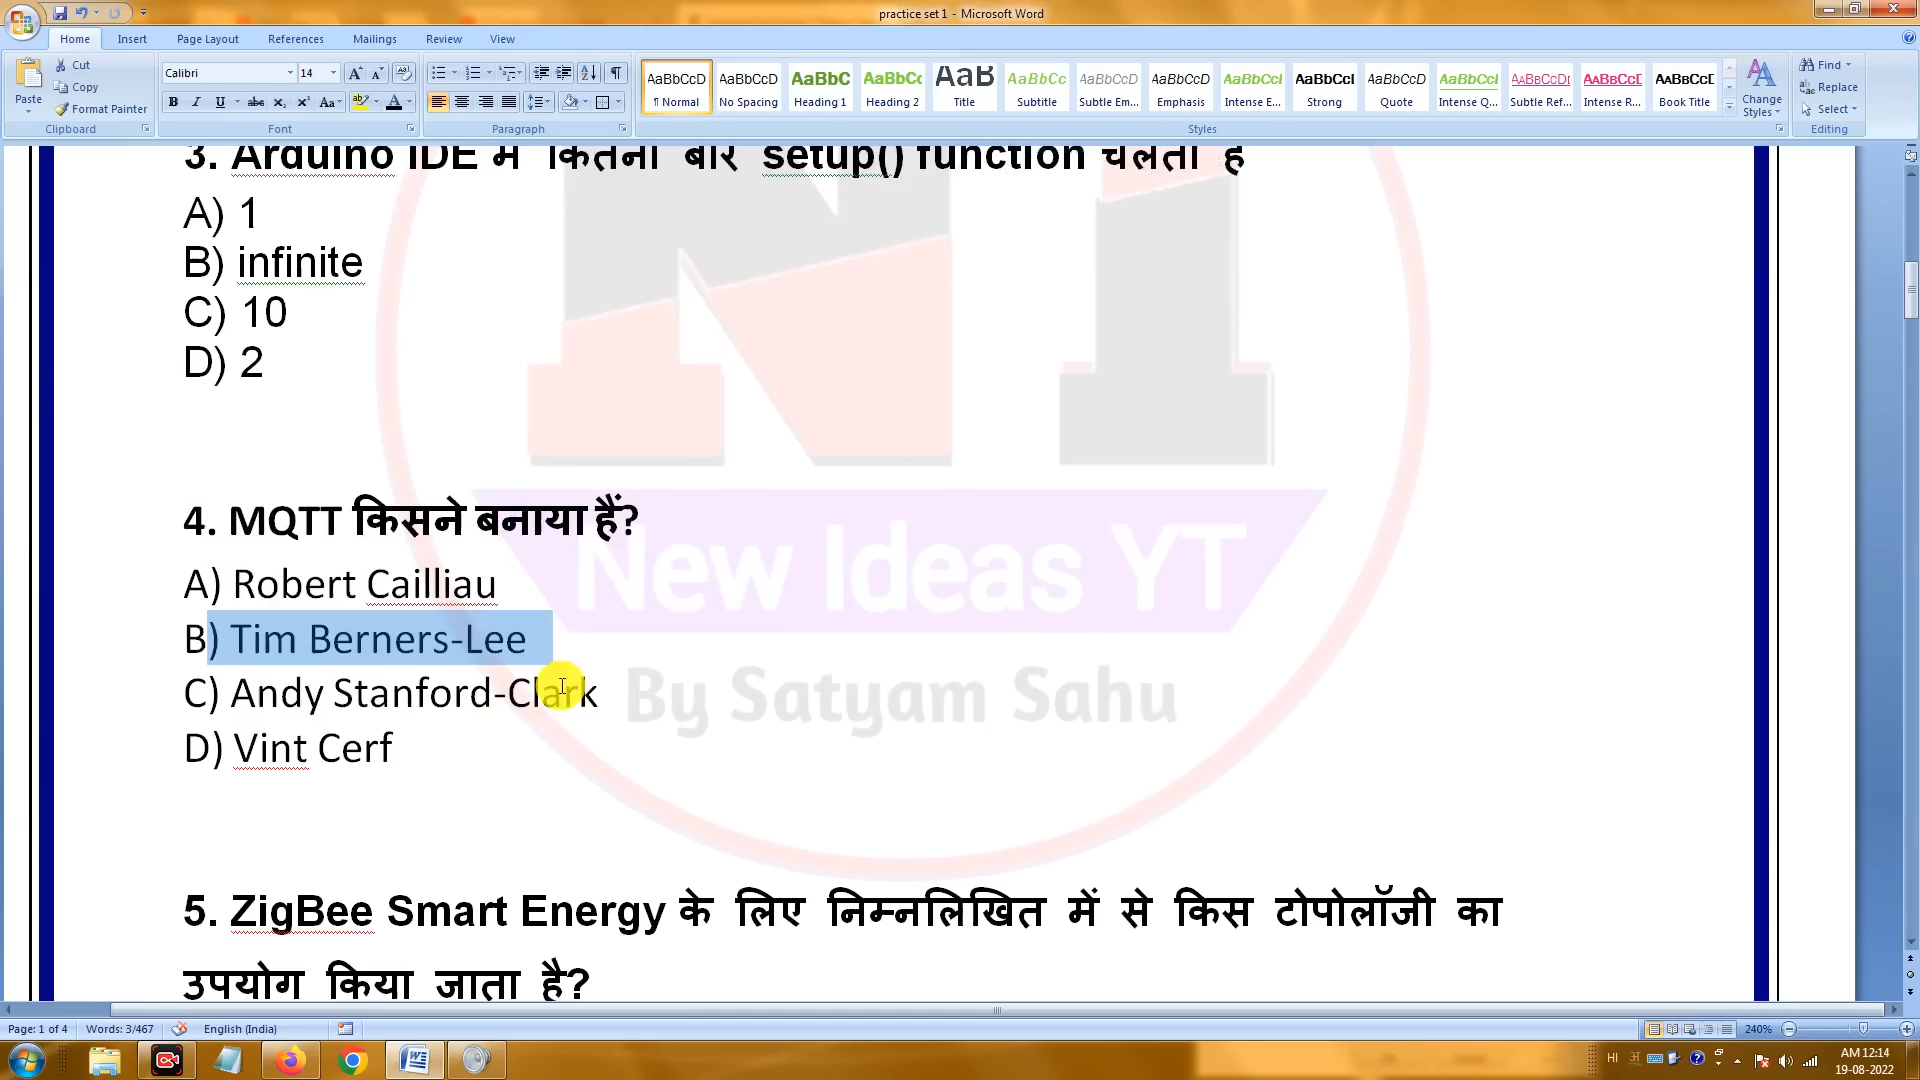 practice set 1 - Microsoft Word
Home Insert Page Layout References Mailings Review View
Paste Cut Copy Format Painter
Clipboard
Calibri 14
Font
Paragraph
AaBbCcD AaBbCcD AaBbC AaBbCc AaB AaBbCc AaBbCcD AaBbCcD AaBbCcI AaBbCcI AaBbCcD AaBbCcI AaBbCcDI AaBbCcI AaBbCcI
¶ Normal No Spacing Heading 1 Heading 2 Title Subtitle Subtle Em... Emphasis Intense E... Strong Quote Intense Q... Subtle Ref... Intense R... Book Title
Styles
Change Styles
Find Replace Select
Editing
3. Arduino IDE में कितनी बार setup() function चलता है
A) 1
B) infinite
C) 10
D) 2
4. MQTT किसने बनाया हैं?
A) Robert Cailliau
B) Tim Berners-Lee
C) Andy Stanford-Clark
D) Vint Cerf
5. ZigBee Smart Energy के लिए निम्नलिखित में से किस टोपोलॉजी का
उपयोग किया जाता है?
NI
New Ideas YT
By Satyam Sahu
Page: 1 of 4 Words: 3/467 English (India) 240%
HI अ AM 12:14
19-08-2022